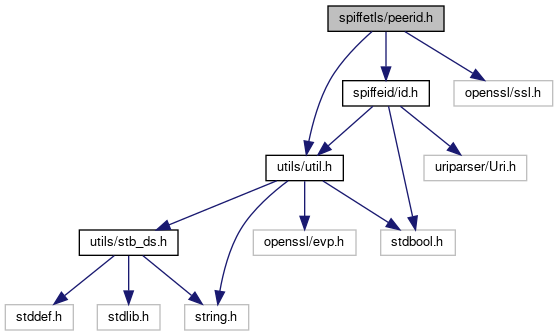 spiffetls/peerid.h
spiffeid/id.h
openssl/ssl.h
utils/util.h
uriparser/Uri.h
utils/stb_ds.h
openssl/evp.h
stdbool.h
stddef.h
stdlib.h
string.h